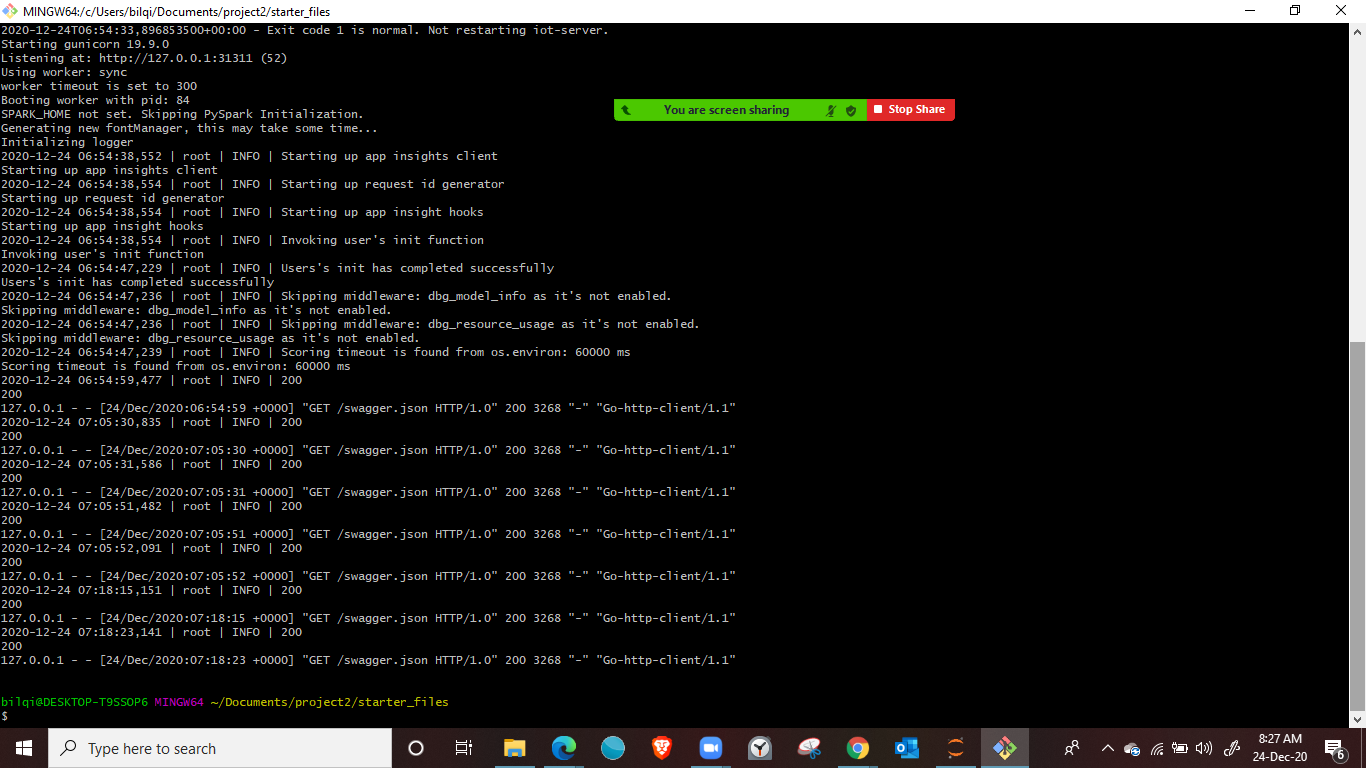 MINGW64:/c/Users/bilqi/Documents/project2/starter_files
2020-12-24T06:54:33,896853500+00:00 - Exit code 1 is normal. Not restarting iot-server.
Starting gunicorn 19.9.0
Listening at: http://127.0.0.1:31311 (52)
Using worker: sync
worker timeout is set to 300
Booting worker with pid: 84
SPARK_HOME not set. Skipping PySpark Initialization.
Generating new fontManager, this may take some time...
Initializing logger
2020-12-24 06:54:38,552 | root | INFO | Starting up app insights client
Starting up app insights client
2020-12-24 06:54:38,554 | root | INFO | Starting up request id generator
Starting up request id generator
2020-12-24 06:54:38,554 | root | INFO | Starting up app insight hooks
Starting up app insight hooks
2020-12-24 06:54:38,554 | root | INFO | Invoking user's init function
Invoking user's init function
2020-12-24 06:54:47,229 | root | INFO | Users's init has completed successfully
Users's init has completed successfully
2020-12-24 06:54:47,236 | root | INFO | Skipping middleware: dbg_model_info as it's not enabled.
Skipping middleware: dbg_model_info as it's not enabled.
2020-12-24 06:54:47,236 | root | INFO | Skipping middleware: dbg_resource_usage as it's not enabled.
Skipping middleware: dbg_resource_usage as it's not enabled.
2020-12-24 06:54:47,239 | root | INFO | Scoring timeout is found from os.environ: 60000 ms
Scoring timeout is found from os.environ: 60000 ms
2020-12-24 06:54:59,477 | root | INFO | 200
200
127.0.0.1 - - [24/Dec/2020:06:54:59 +0000] "GET /swagger.json HTTP/1.0" 200 3268 "-" "Go-http-client/1.1"
2020-12-24 07:05:30,835 | root | INFO | 200
200
127.0.0.1 - - [24/Dec/2020:07:05:30 +0000] "GET /swagger.json HTTP/1.0" 200 3268 "-" "Go-http-client/1.1"
2020-12-24 07:05:31,586 | root | INFO | 200
200
127.0.0.1 - - [24/Dec/2020:07:05:31 +0000] "GET /swagger.json HTTP/1.0" 200 3268 "-" "Go-http-client/1.1"
2020-12-24 07:05:51,482 | root | INFO | 200
200
127.0.0.1 - - [24/Dec/2020:07:05:51 +0000] "GET /swagger.json HTTP/1.0" 200 3268 "-" "Go-http-client/1.1"
2020-12-24 07:05:52,091 | root | INFO | 200
200
127.0.0.1 - - [24/Dec/2020:07:05:52 +0000] "GET /swagger.json HTTP/1.0" 200 3268 "-" "Go-http-client/1.1"
2020-12-24 07:18:15,151 | root | INFO | 200
200
127.0.0.1 - - [24/Dec/2020:07:18:15 +0000] "GET /swagger.json HTTP/1.0" 200 3268 "-" "Go-http-client/1.1"
2020-12-24 07:18:23,141 | root | INFO | 200
200
127.0.0.1 - - [24/Dec/2020:07:18:23 +0000] "GET /swagger.json HTTP/1.0" 200 3268 "-" "Go-http-client/1.1"
bilqi@DESKTOP-T9SSOP6 MINGW64 ~/Documents/project2/starter_files
$
You are screen sharing
Stop Share
Type here to search
8:27 AM
24-Dec-20
6